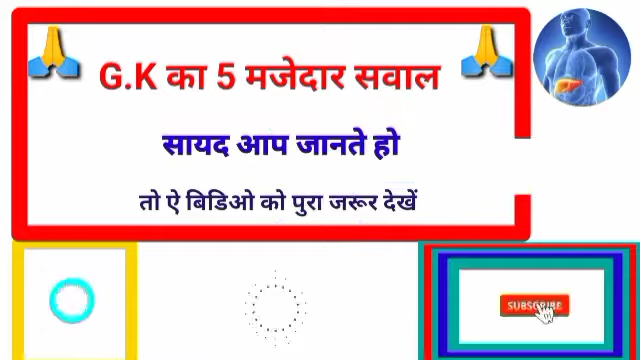 G.K का 5 मजेदार सवाल
सायद आप जानते हो
तो ऐ बिडिओ को पुरा जरूर देखें
SUBSCRIBE